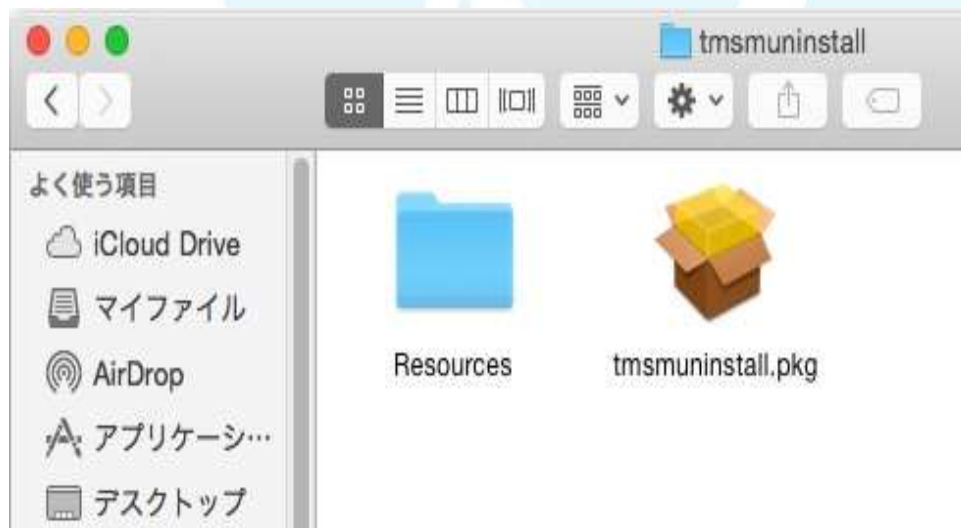 tmsmuninstall
よく使う項目
iCloud Drive
マイファイル
AirDrop
アプリケーシ…
デスクトップ
Resources
tmsmuninstall.pkg